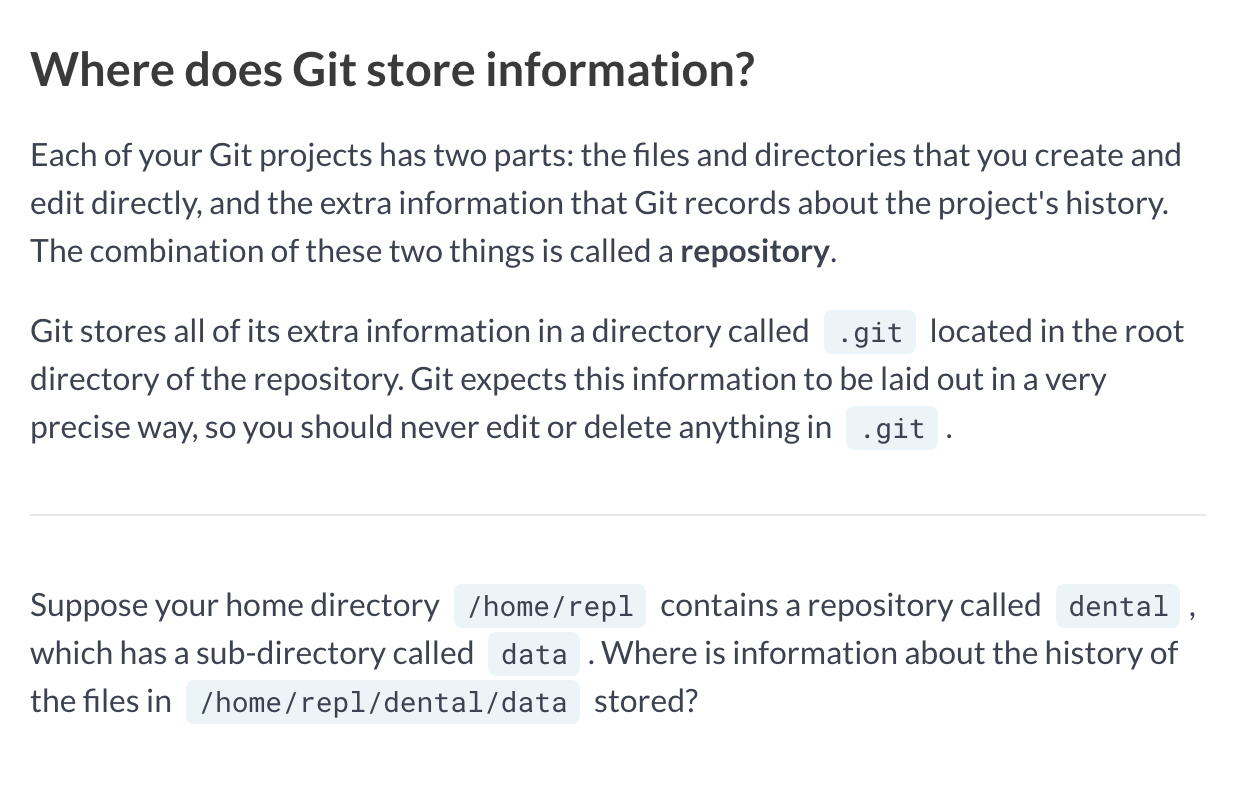 Where does Git store information?
Each of your Git projects has two parts: the files and directories that you create and
edit directly, and the extra information that Git records about the project's history.
The combination of these two things is called a repository.
Git stores all of its extra information in a directory called .git located in the root
directory of the repository. Git expects this information to be laid out in a very
precise way, so you should never edit or delete anything in .git .
Suppose your home directory /home/repl contains a repository called dental ,
which has a sub-directory called data . Where is information about the history of
the files in /home/repl/dental/data stored?